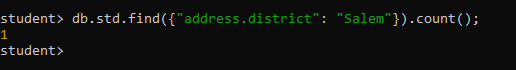 student> db.std.find({"address.district": "Salem"}).count();
1
student>